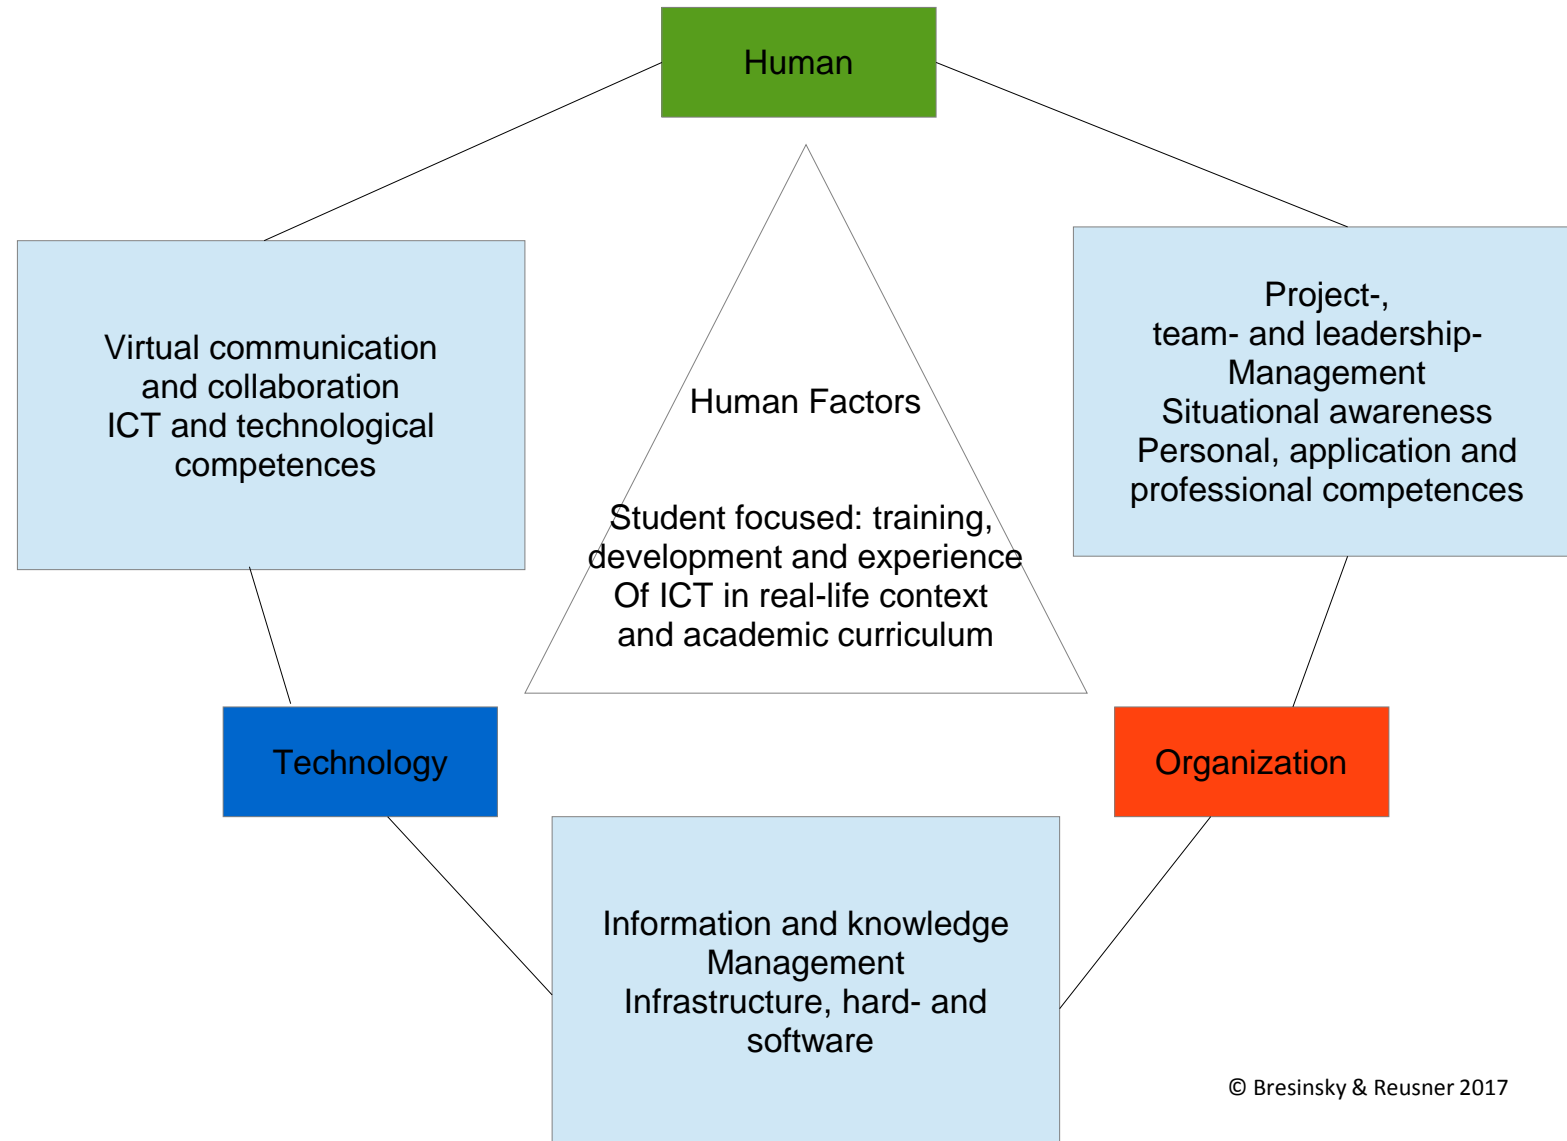 Human
Virtual communication
and collaboration
ICT and technological
competences
Human Factors
Student focused: training,
development and experience
Of ICT in real-life context
and academic curriculum
Project-,
team- and leadership-
Management
Situational awareness
Personal, application and
professional competences
Technology
Organization
Information and knowledge
Management
Infrastructure, hard- and
software
© Bresinsky & Reusner 2017